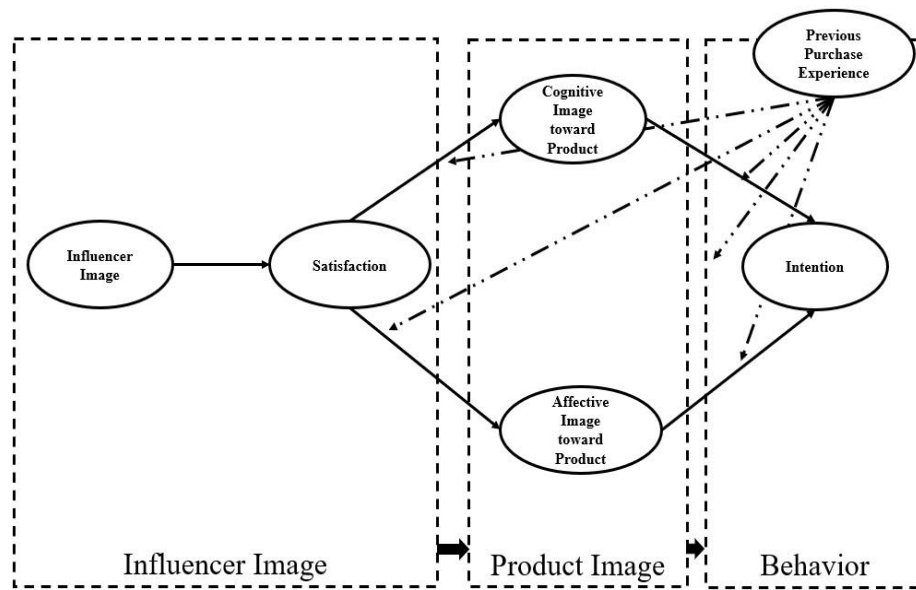 Previous
Purchase
Experience
Cognitive
Image
toward
Product
Influencer
Image
Satisfaction
Intention
Affective
Image
toward
Product
Influencer Image
Product Image
Behavior